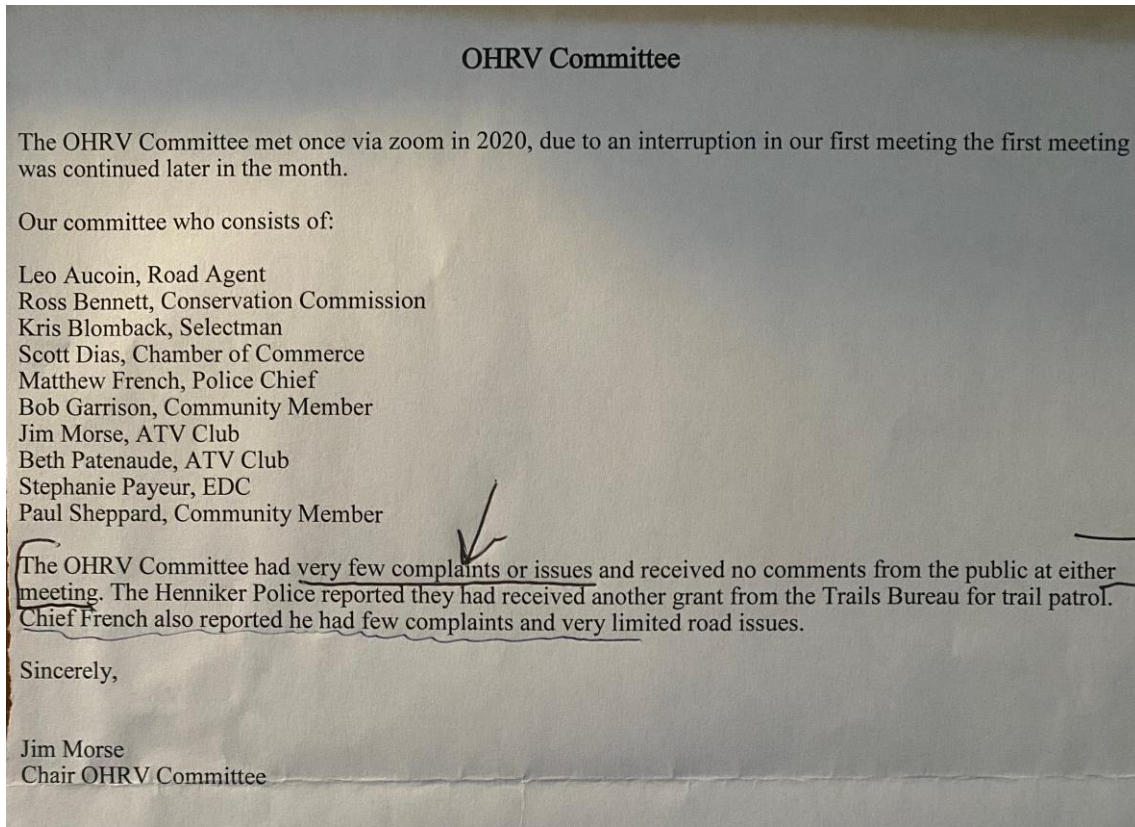 OHRV Committee
The OHRV Committee met once via zoom in 2020, due to an interruption in our first meeting the first meeting
was continued later in the month.
Our committee who consists of:
Leo Aucoin, Road Agent
Ross Bennett, Conservation Commission
Kris Blomback, Selectman
Scott Dias, Chamber of Commerce
Matthew French, Police Chief
Bob Garrison, Community Member
Jim Morse, ATV Club
Beth Patenaude, ATV Club
Stephanie Payeur, EDC
Paul Sheppard, Community Member
The OHRV Committee had very few complaints or issues and received no comments from the public at either
meeting. The Henniker Police reported they had received another grant from the Trails Bureau for trail patrol.
Chief French also reported he had few complaints and very limited road issues.
Sincerely,
Jim Morse
Chair OHRV Committee